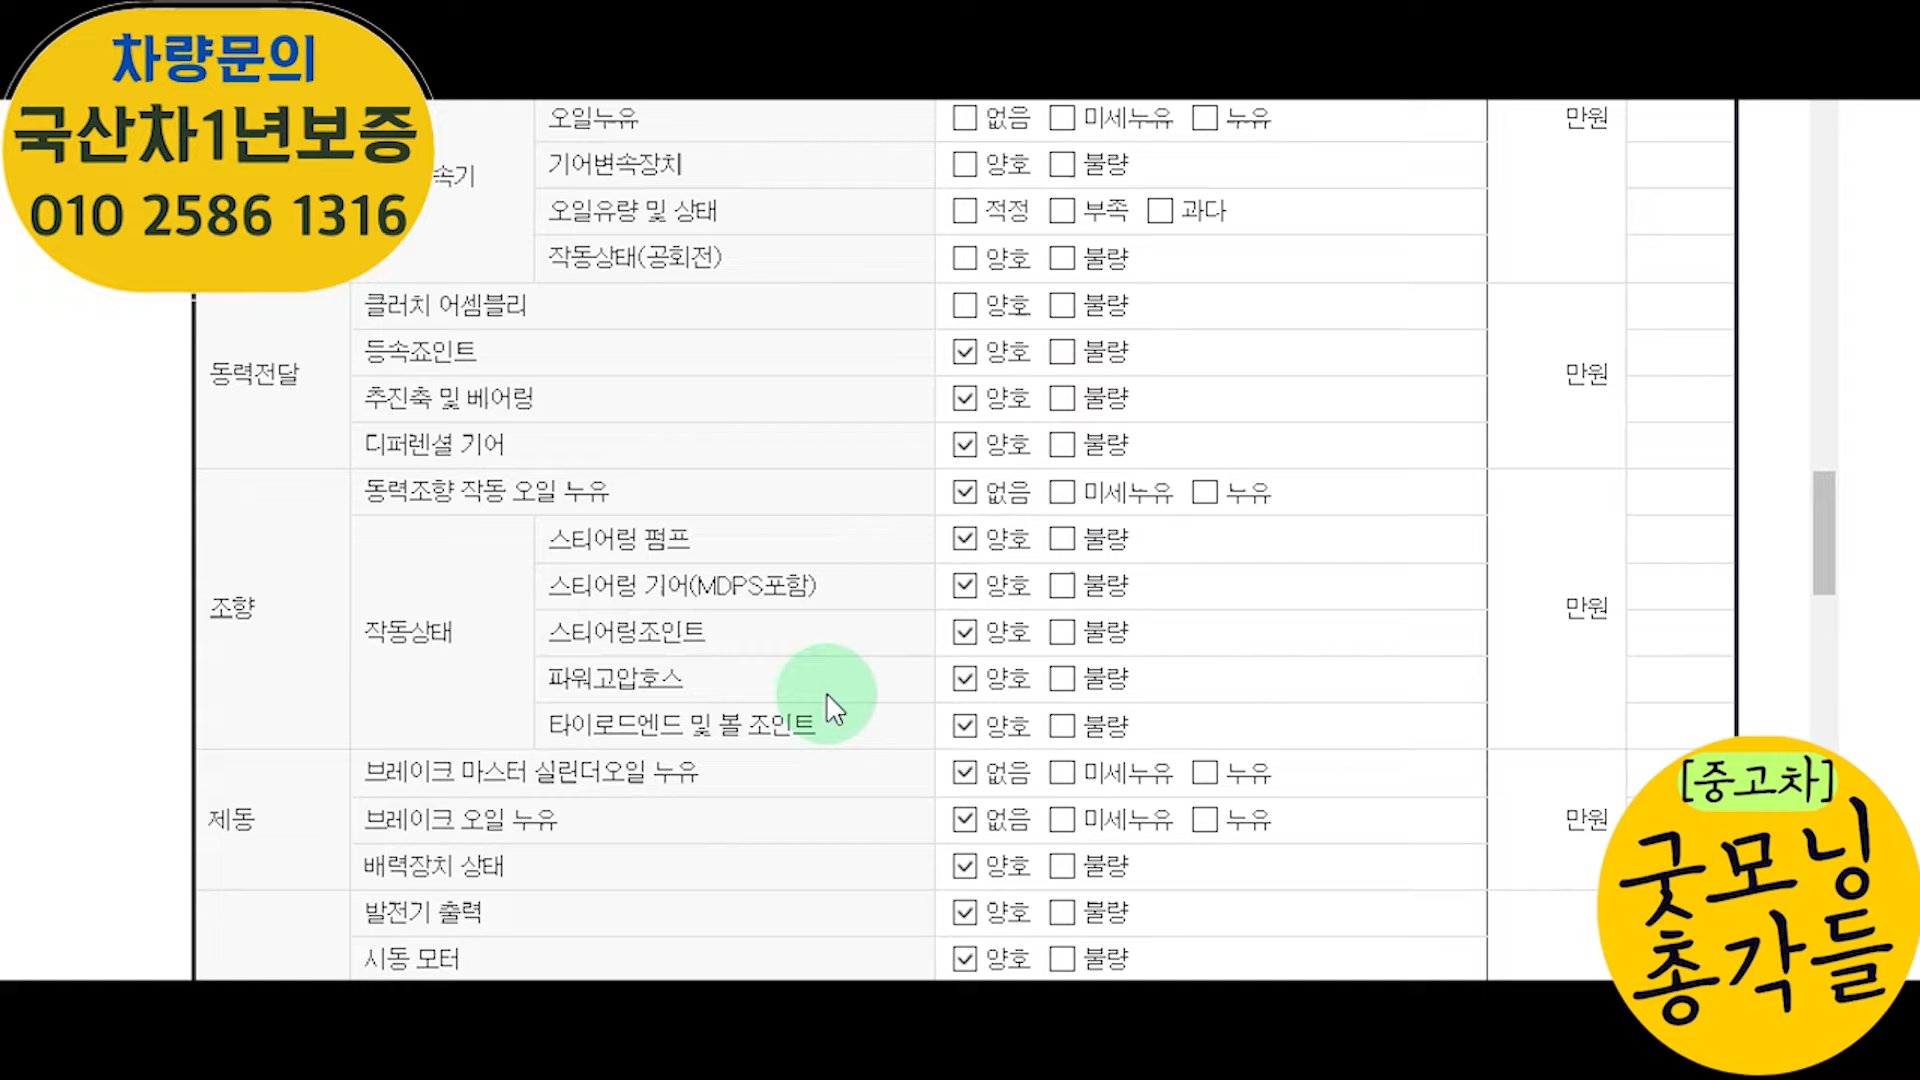 차량문의
국산차1년보증
010 2586 1316
속기
오일누유 없음 미세누유 누유 만원
기어변속장치 양호 불량
오일유량 및 상태 적정 부족 과다
작동상태(공회전) 양호 불량
동력전달
클러치 어셈블리 양호 불량
등속죠인트 양호 불량 만원
추진축 및 베어링 양호 불량
디퍼렌셜 기어 양호 불량
조향
동력조향 작동 오일 누유 없음 미세누유 누유
작동상태
스티어링 펌프 양호 불량
스티어링 기어(MDPS포함) 양호 불량 만원
스티어링조인트 양호 불량
파워고압호스 양호 불량
타이로드엔드 및 볼 조인트 양호 불량
제동
브레이크 마스터 실린더오일 누유 없음 미세누유 누유
브레이크 오일 누유 없음 미세누유 누유 만원
배력장치 상태 양호 불량
발전기 출력 양호 불량
시동 모터 양호 불량
[중고차]
굿모닝
총각들